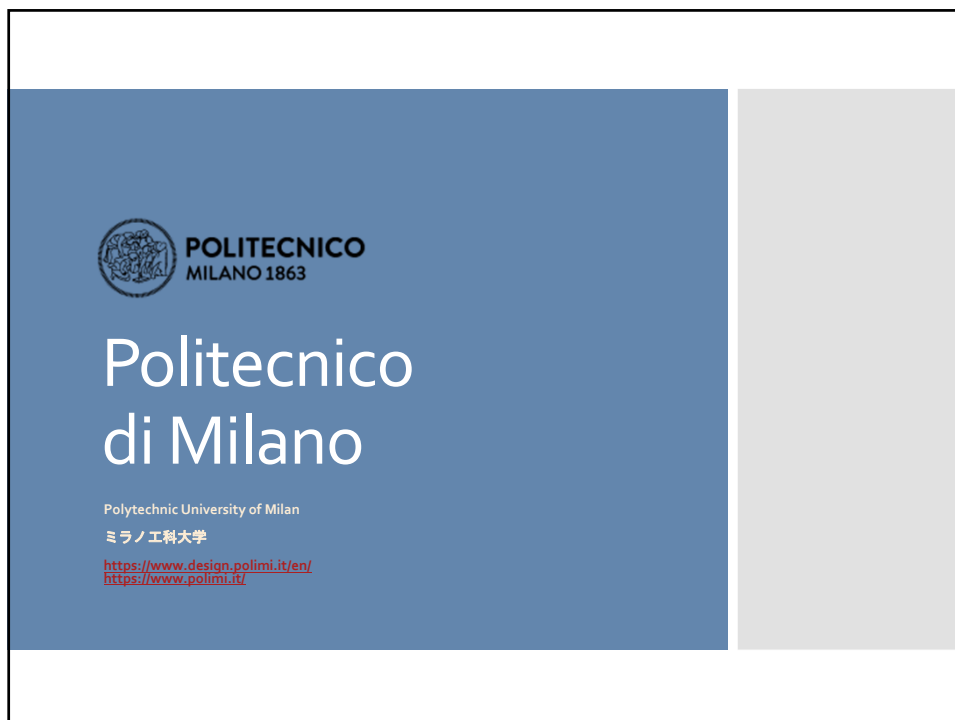 POLITECNICO
MILANO 1863
Politecnico
di Milano
Polytechnic University of Milan
ミラノ工科大学
https://www.design.polimi.it/en/
https://www.polimi.it/